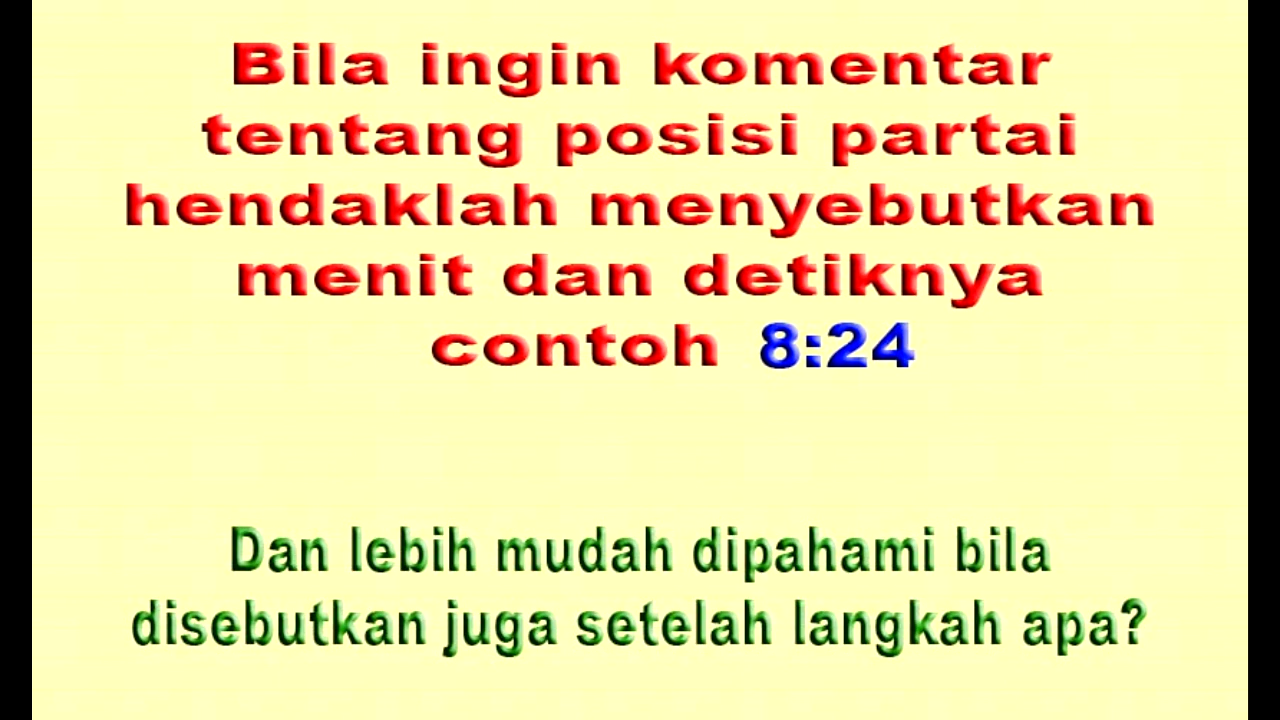 Bila ingin komentar
tentang posisi partai
hendaklah menyebutkan
menit dan detiknya
contoh 8:24
Dan lebih mudah dipahami bila
disebutkan juga setelah langkah apa?